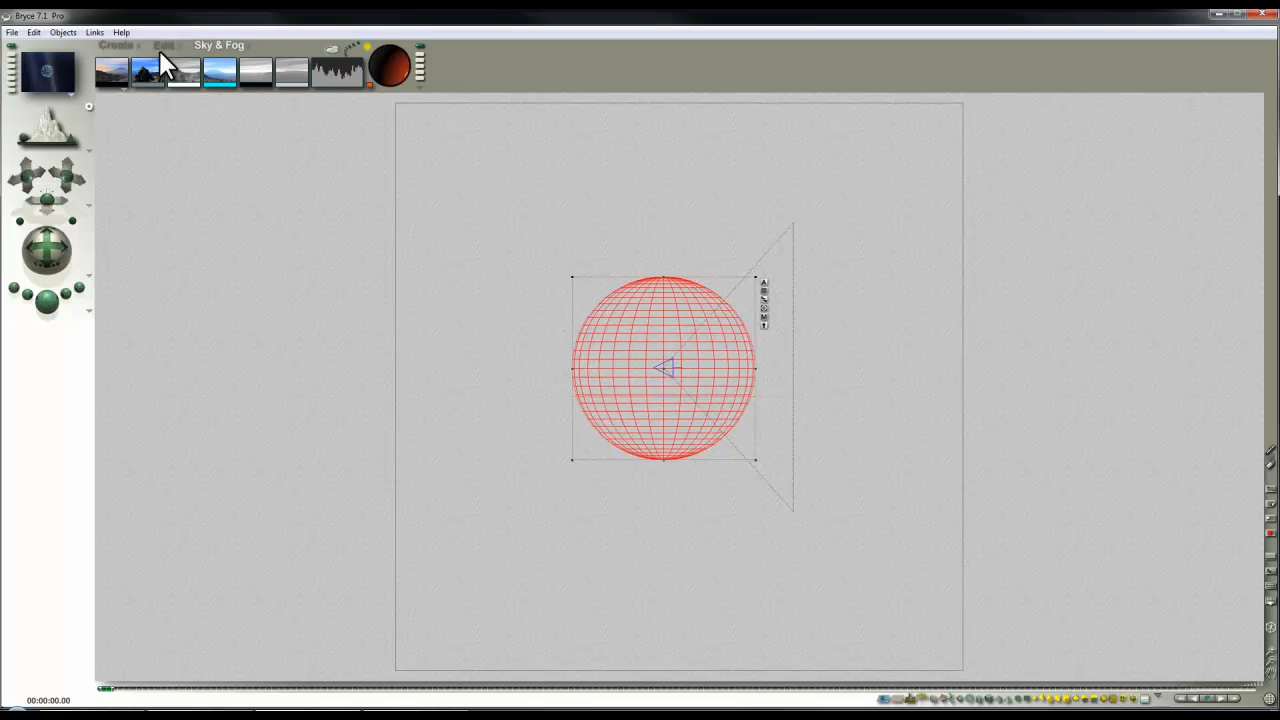 Bryce 7.1 Pro
File Edit Objects Links Help
Create Edit Sky & Fog
A
M
00:00:00.00